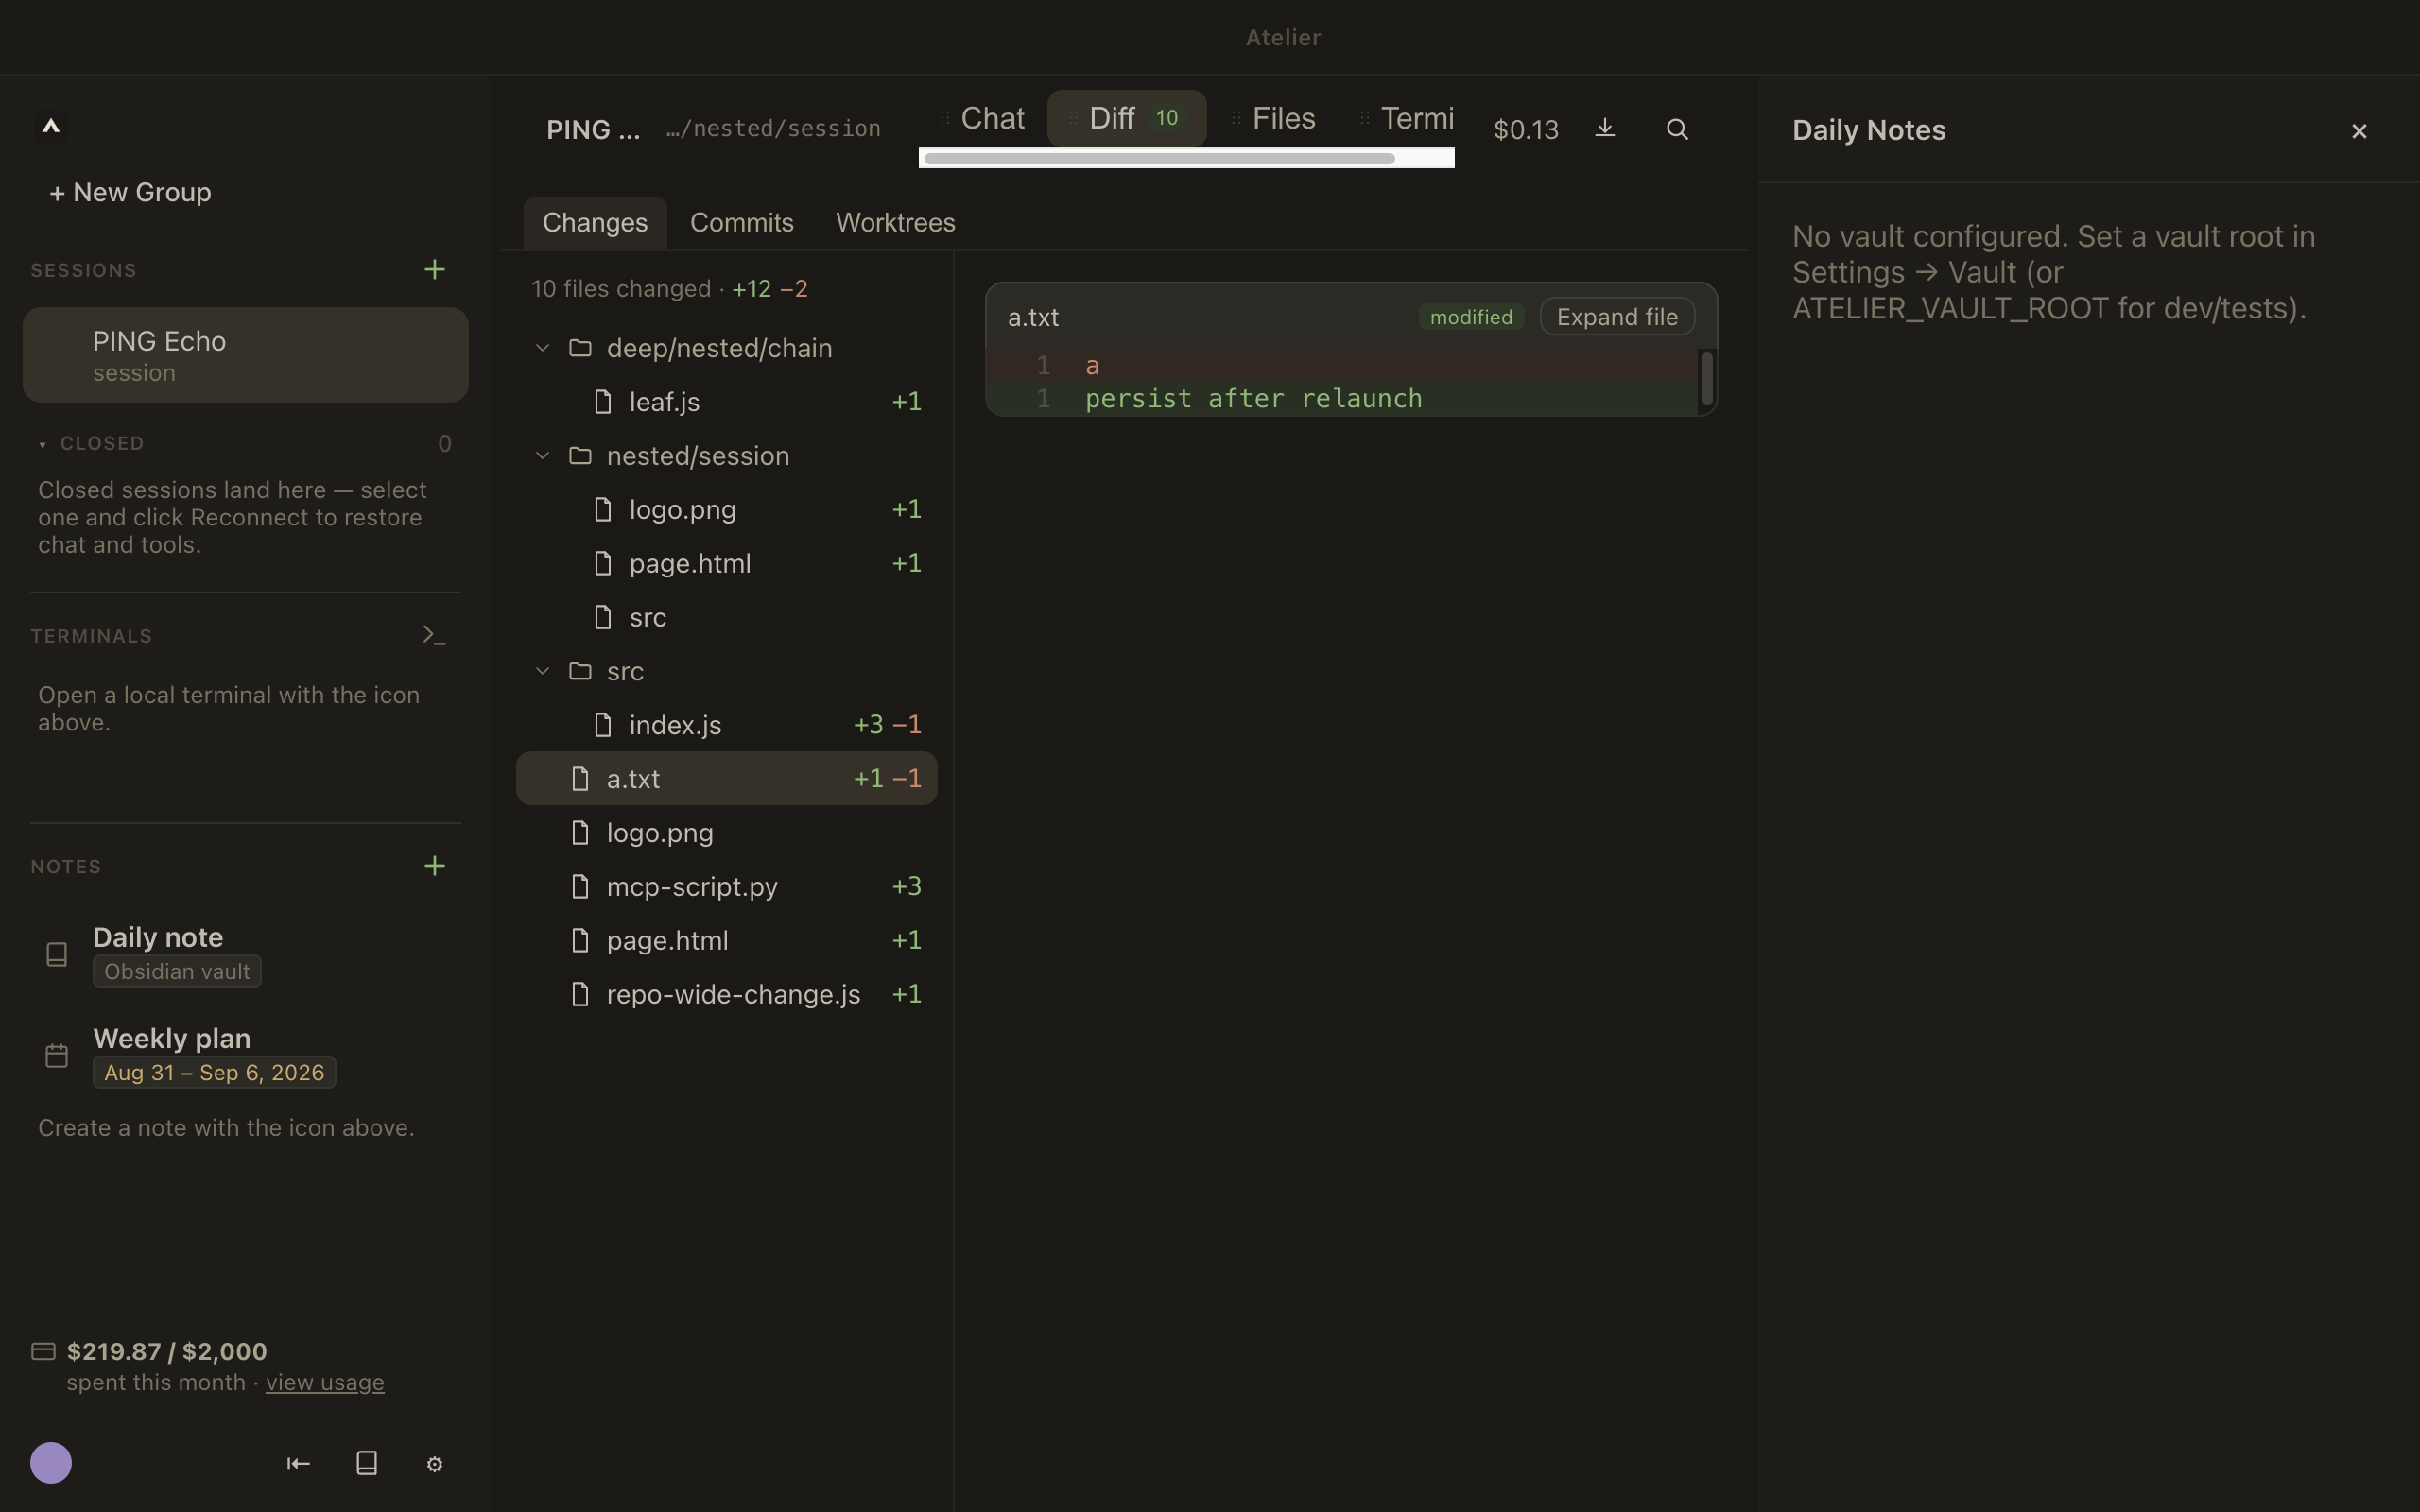 Atelier
+ New Group
SESSIONS
PING Echo
session
CLOSED 0
Closed sessions land here — select
one and click Reconnect to restore
chat and tools.
TERMINALS
Open a local terminal with the icon
above.
NOTES
Daily note
Obsidian vault
Weekly plan
Aug 31 – Sep 6, 2026
Create a note with the icon above.
$219.87 / $2,000
spent this month · view usage
PING ... …/nested/session Chat Diff 10 Files Termi $0.13
Changes Commits Worktrees
10 files changed · +12 −2
deep/nested/chain
leaf.js +1
nested/session
logo.png +1
page.html +1
src
src
index.js +3 −1
a.txt +1 −1
logo.png
mcp-script.py +3
page.html +1
repo-wide-change.js +1
a.txt modified Expand file
1 a
1 persist after relaunch
Daily Notes
No vault configured. Set a vault root in
Settings → Vault (or
ATELIER_VAULT_ROOT for dev/tests).